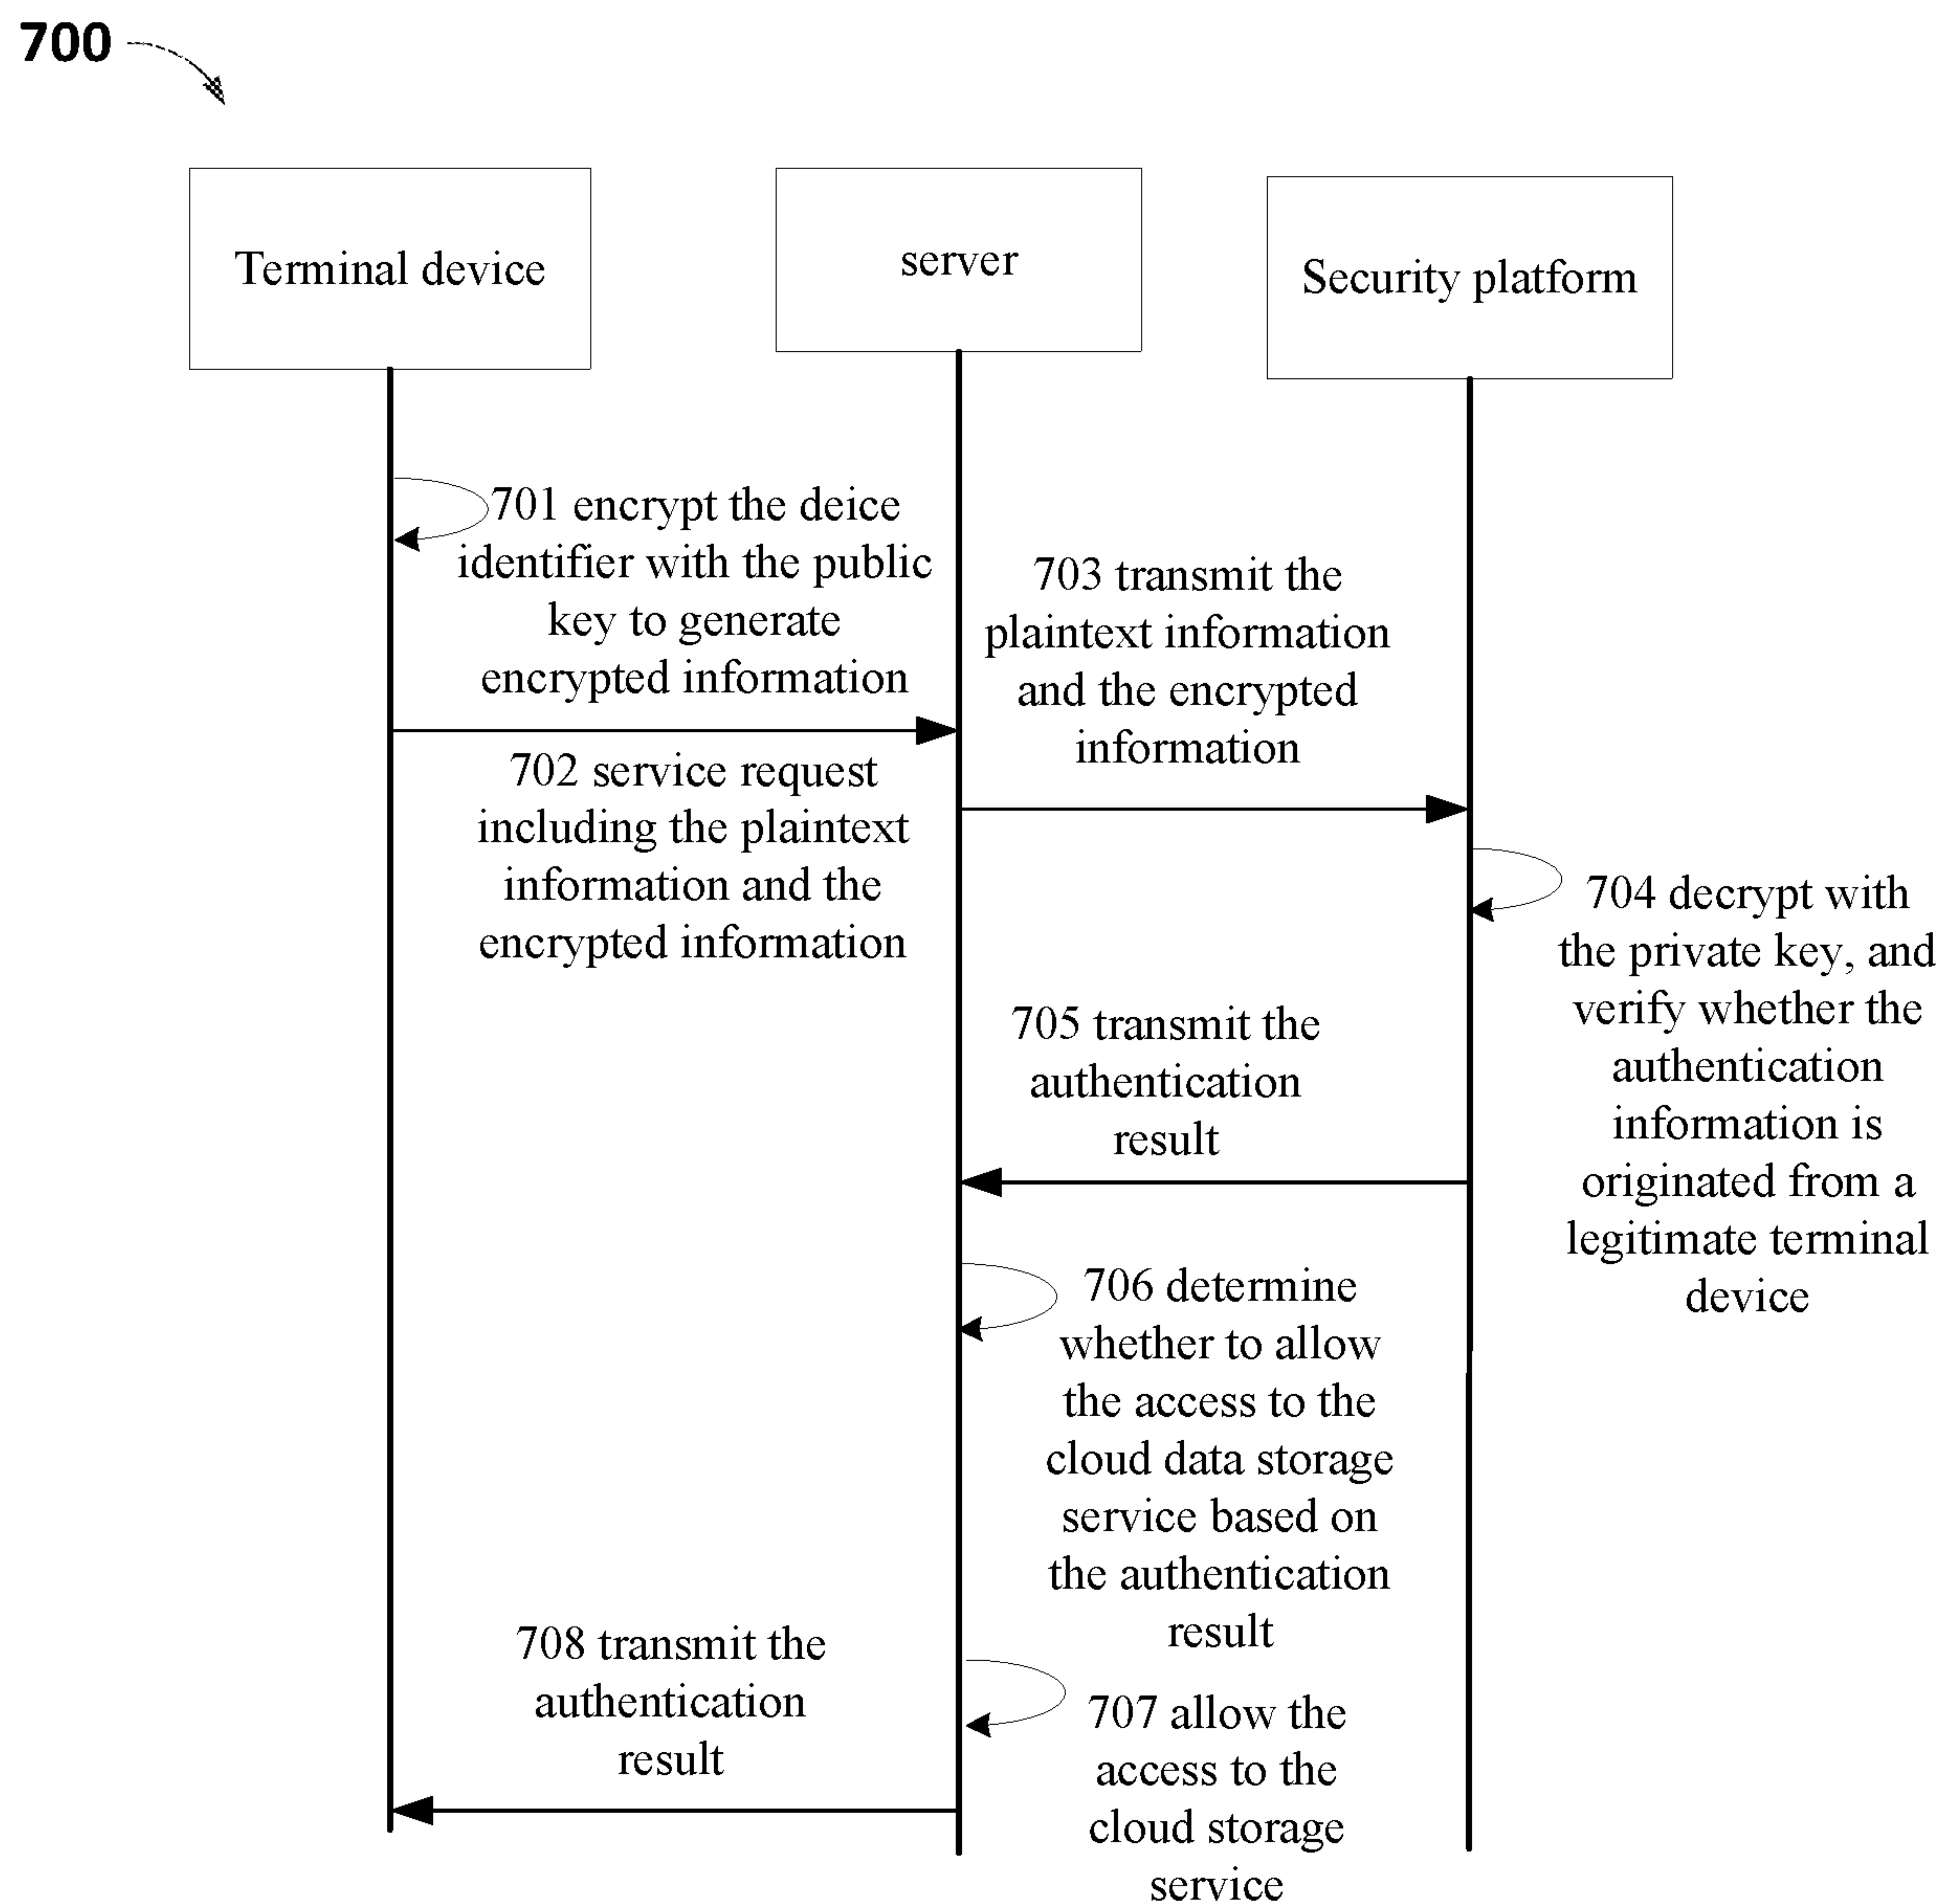 700
Terminal device
server
Security platform
701 encrypt the deice
identifier with the public
key to generate
encrypted information
702 service request
including the plaintext
information and the
encrypted information
703 transmit the
plaintext information
and the encrypted
information
704 decrypt with
the private key, and
verify whether the
authentication
information is
originated from a
legitimate terminal
device
705 transmit the
authentication
result
706 determine
whether to allow
the access to the
cloud data storage
service based on
the authentication
result
707 allow the
access to the
cloud storage
service
708 transmit the
authentication
result